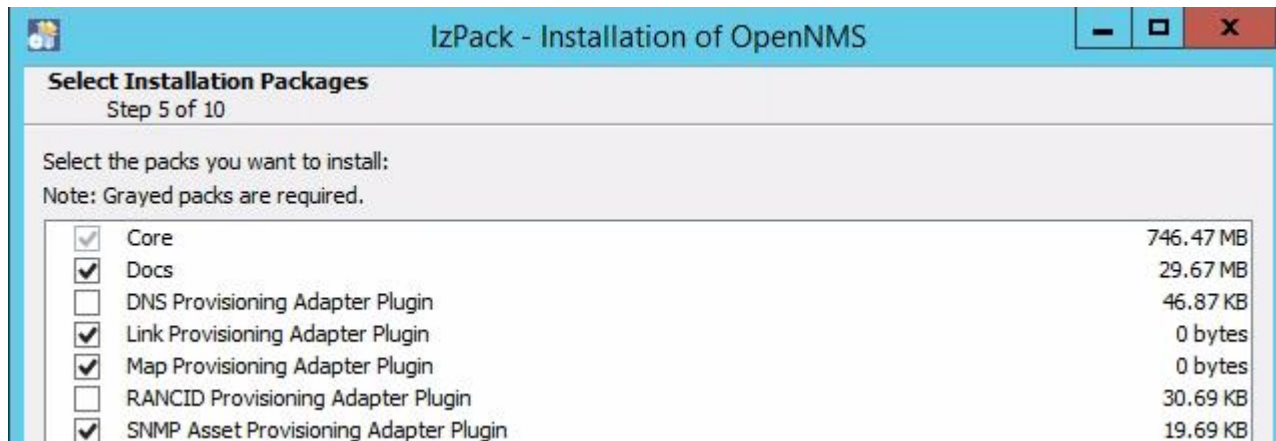 IzPack - Installation of OpenNMS
Select Installation Packages
Step 5 of 10
Select the packs you want to install:
Note: Grayed packs are required.
Core 746.47 MB
Docs 29.67 MB
DNS Provisioning Adapter Plugin 46.87 KB
Link Provisioning Adapter Plugin 0 bytes
Map Provisioning Adapter Plugin 0 bytes
RANCID Provisioning Adapter Plugin 30.69 KB
SNMP Asset Provisioning Adapter Plugin 19.69 KB